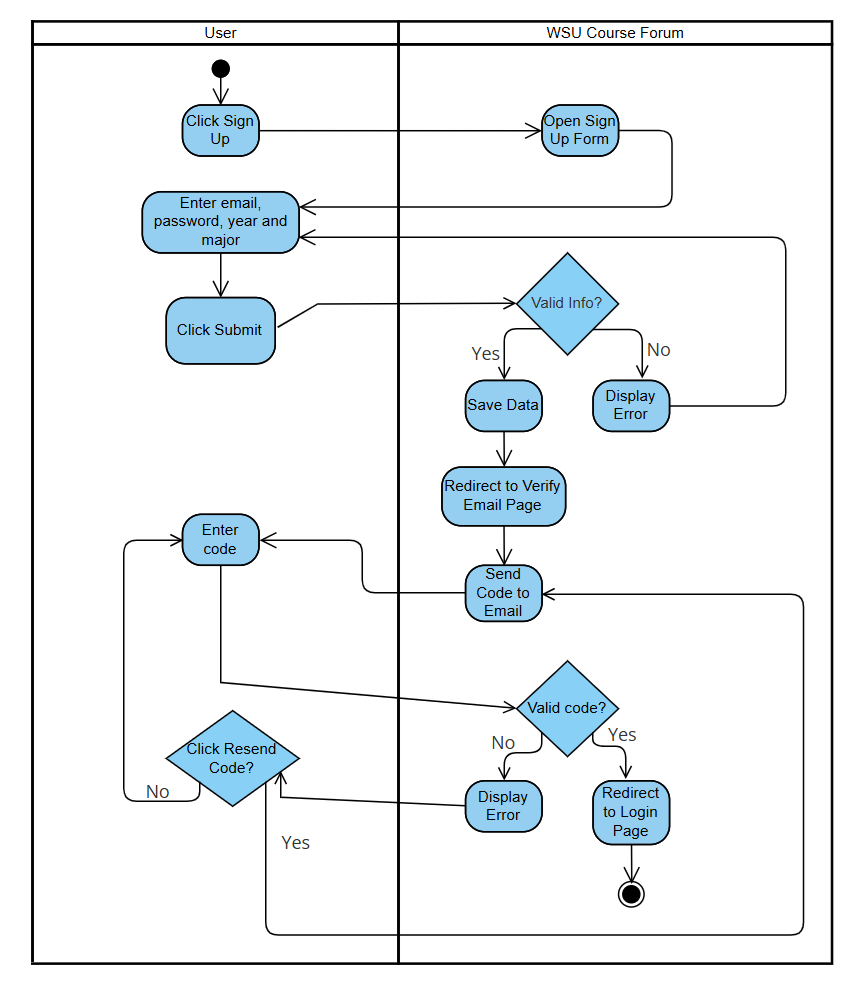 User
WSU Course Forum
Click Sign
Up
Open Sign
Up Form
Enter email,
password, year and
major
Click Submit
Valid Info?
Yes
No
Save Data
Display
Error
Redirect to Verify
Email Page
Enter
code
Send
Code to
Email
Valid code?
No
Yes
Click Resend
Code?
No
Yes
Display
Error
Redirect
to Login
Page